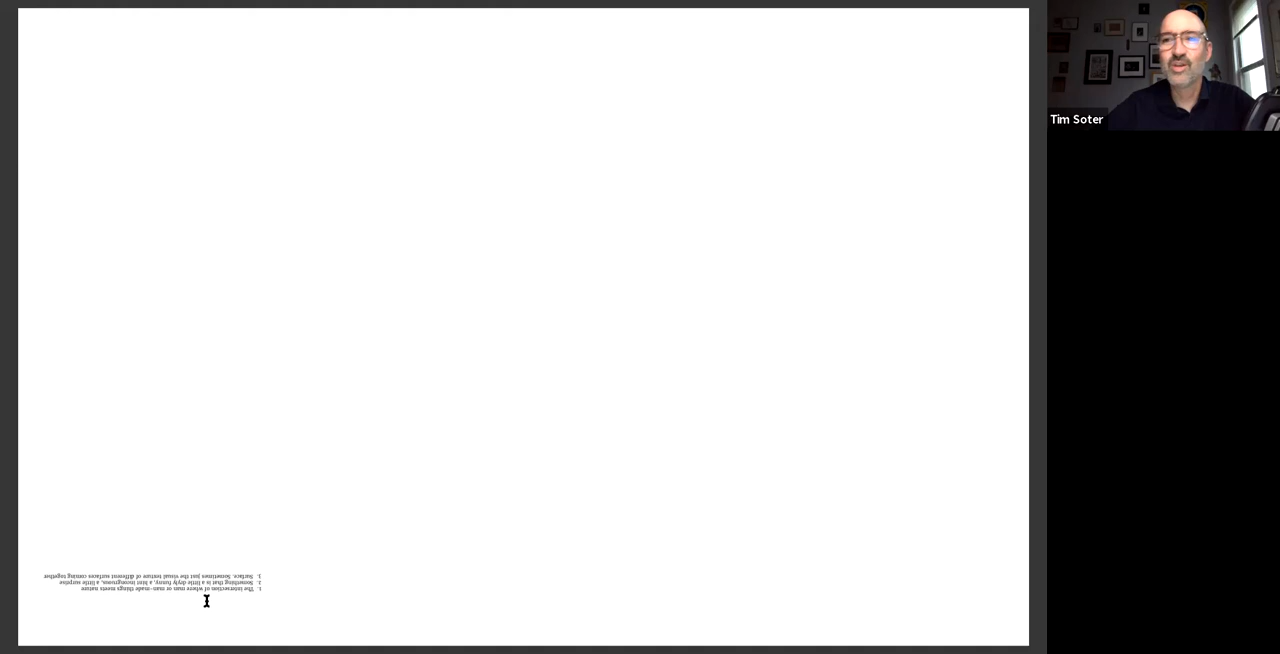 1. The intersection of where man or man-made things meets nature
2. Something that is a little dryly funny, a hint incongruous, a little surprise
3. Surface. Sometimes just the visual texture of different surfaces coming together
Tim Soter